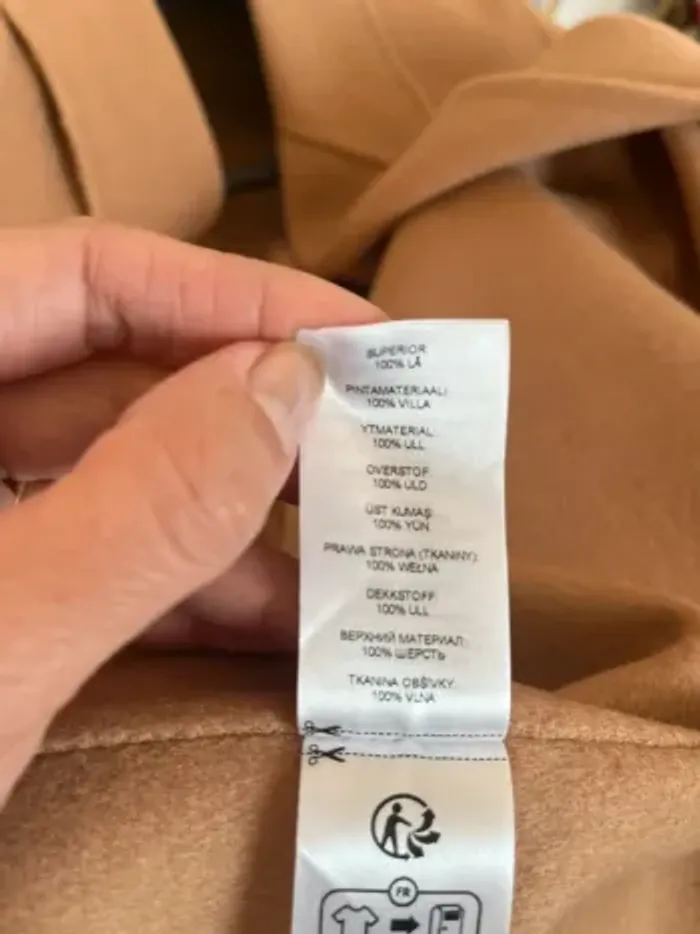 SUPERIOR
100% LÃ
PINTAMATERIAALI:
100% VILLA
YTMATERIAL:
100% ULL
OVERSTOF:
100% ULD
ÜST KUMAŞ:
100% YÜN
PRAWA STRONA (TKANINY):
100% WEŁNA
DEKKSTOFF:
100% ULL
ВЕРХНИЙ МАТЕРИАЛ:
100% ШЕРСТЬ
TKANINA OBŠÍVKY:
100% VLNA
FR